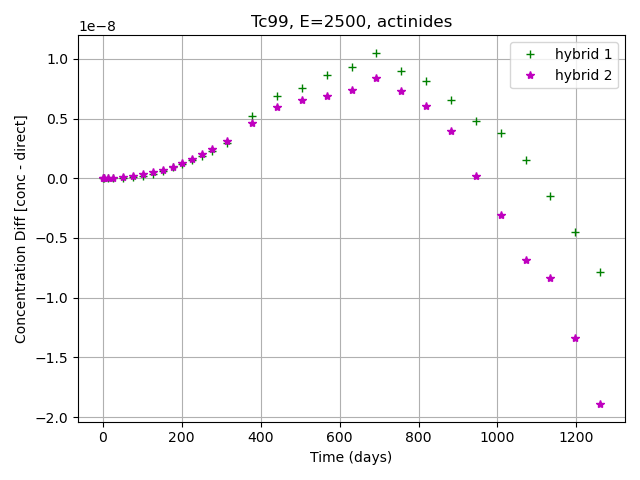 Tc99, E=2500, actinides
1e−8
hybrid 1
hybrid 2
1.0
0.5
0.0
−0.5
−1.0
−1.5
−2.0
Concentration Diff [conc - direct]
0 200 400 600 800 1000 1200
Time (days)